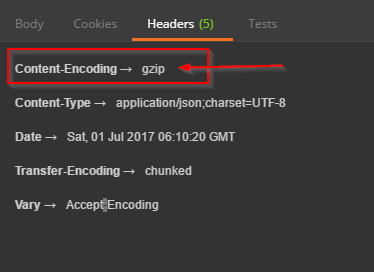 Body Cookies Headers (5) Tests
Content-Encoding → gzip
Content-Type → application/json;charset=UTF-8
Date → Sat, 01 Jul 2017 06:10:20 GMT
Transfer-Encoding → chunked
Vary → Accept-Encoding